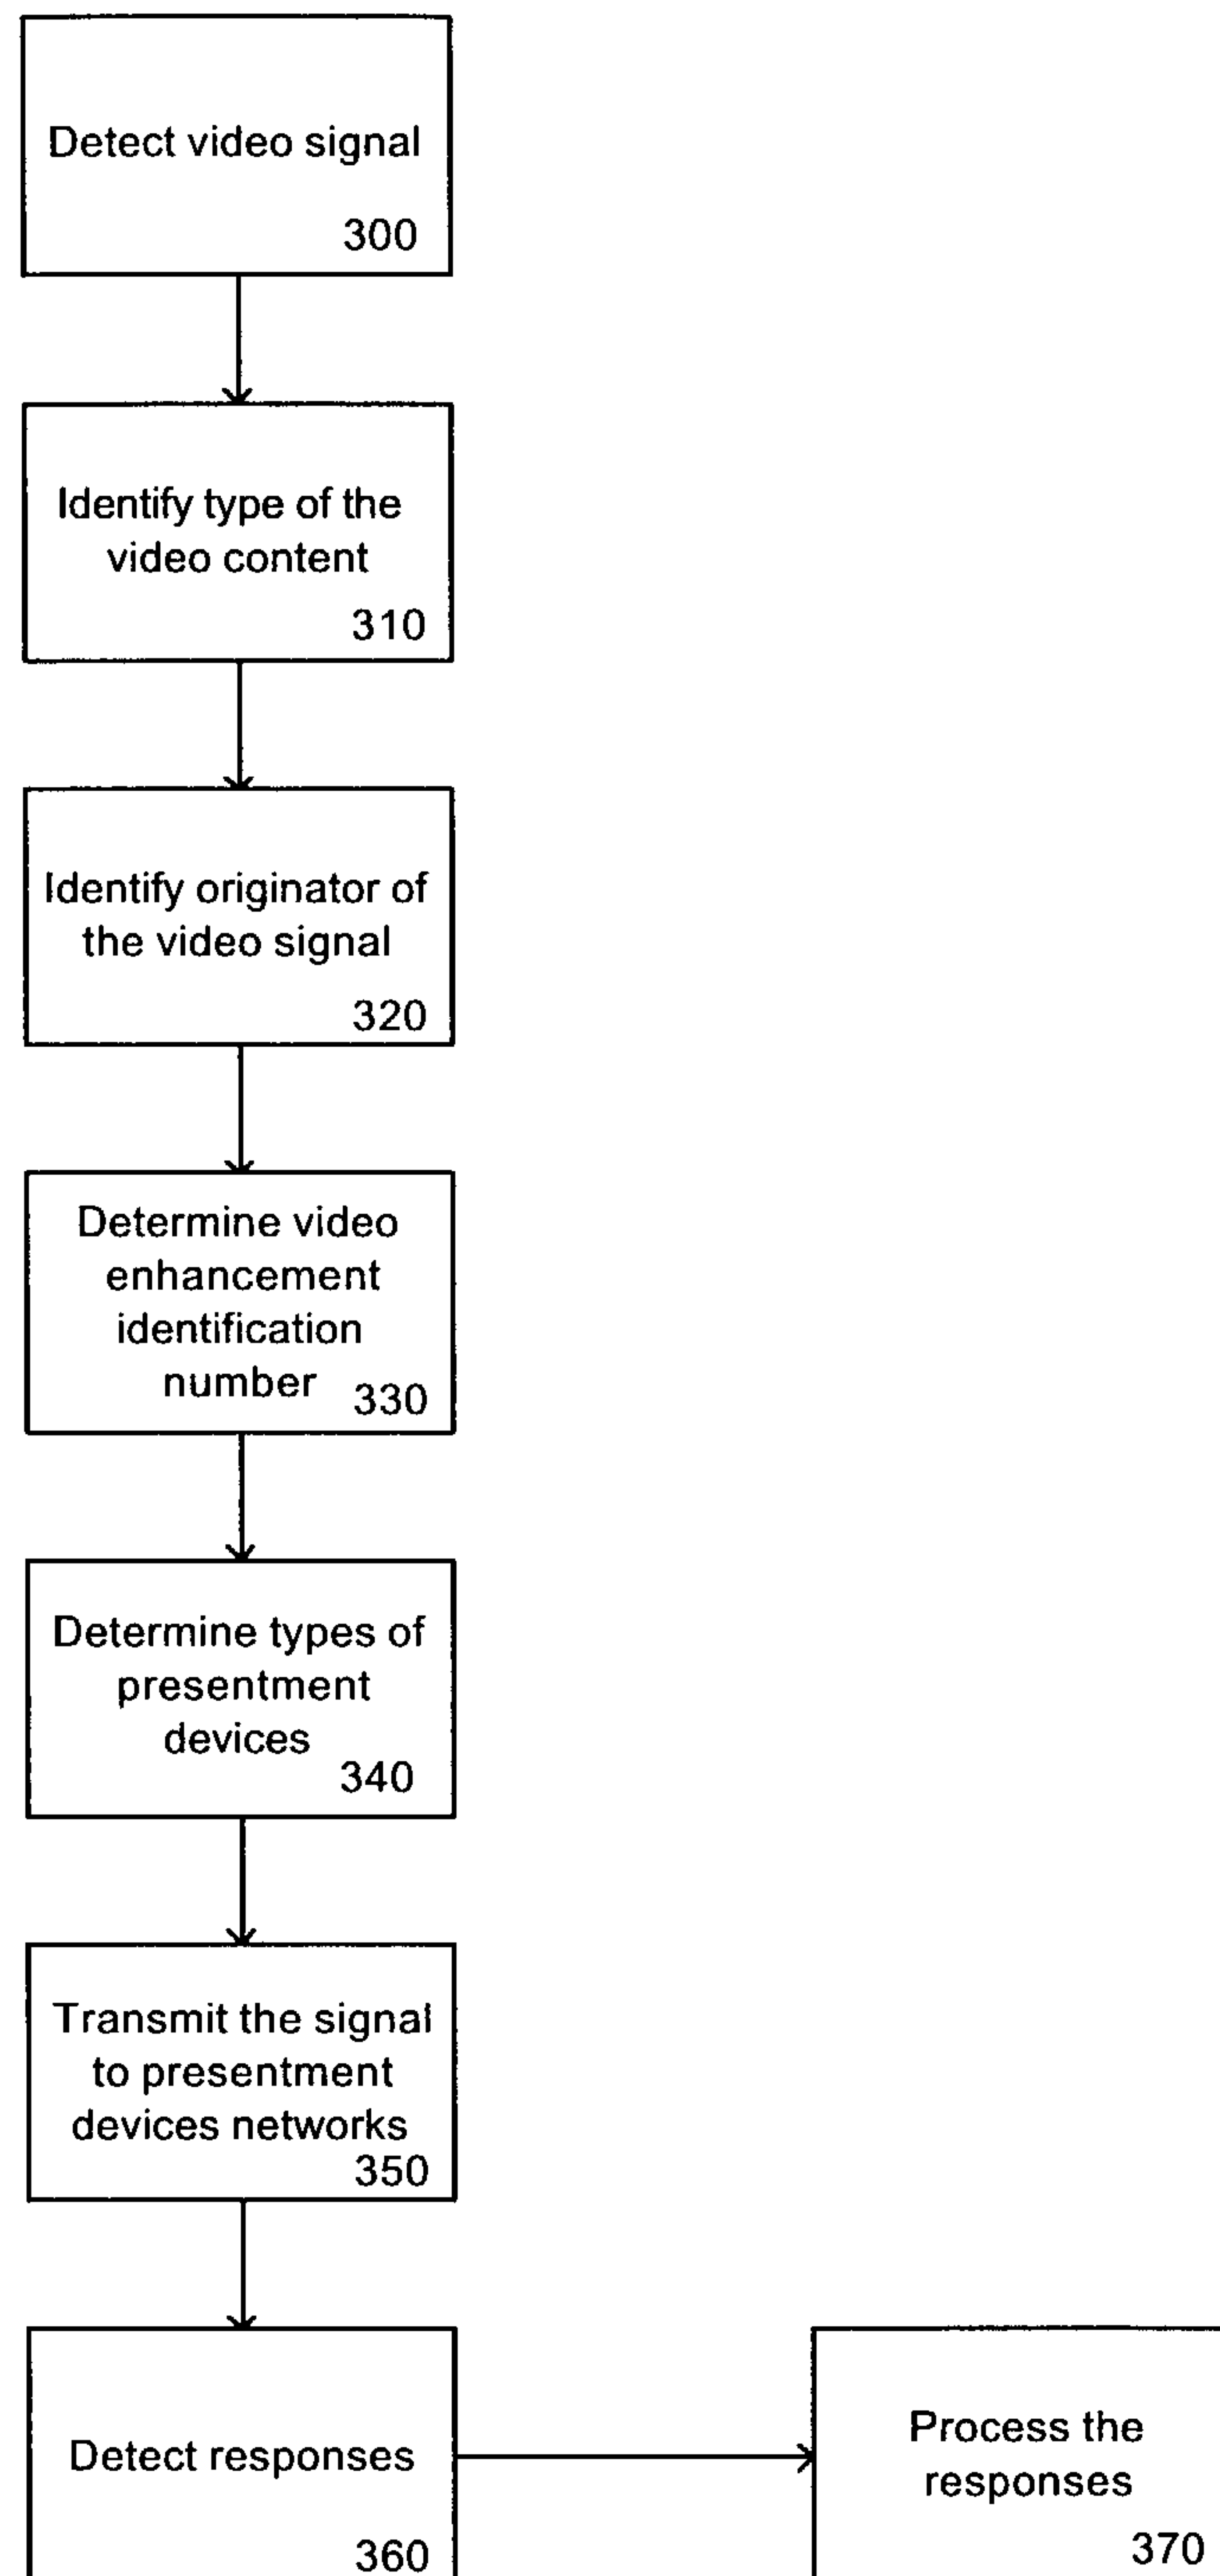 Detect video signal
300
Identify type of the
video content
310
Identify originator of
the video signal
320
Determine video
enhancement
identification
number
330
Determine types of
presentment
devices
340
Transmit the signal
to presentment
devices networks
350
Detect responses
360
Process the
responses
370